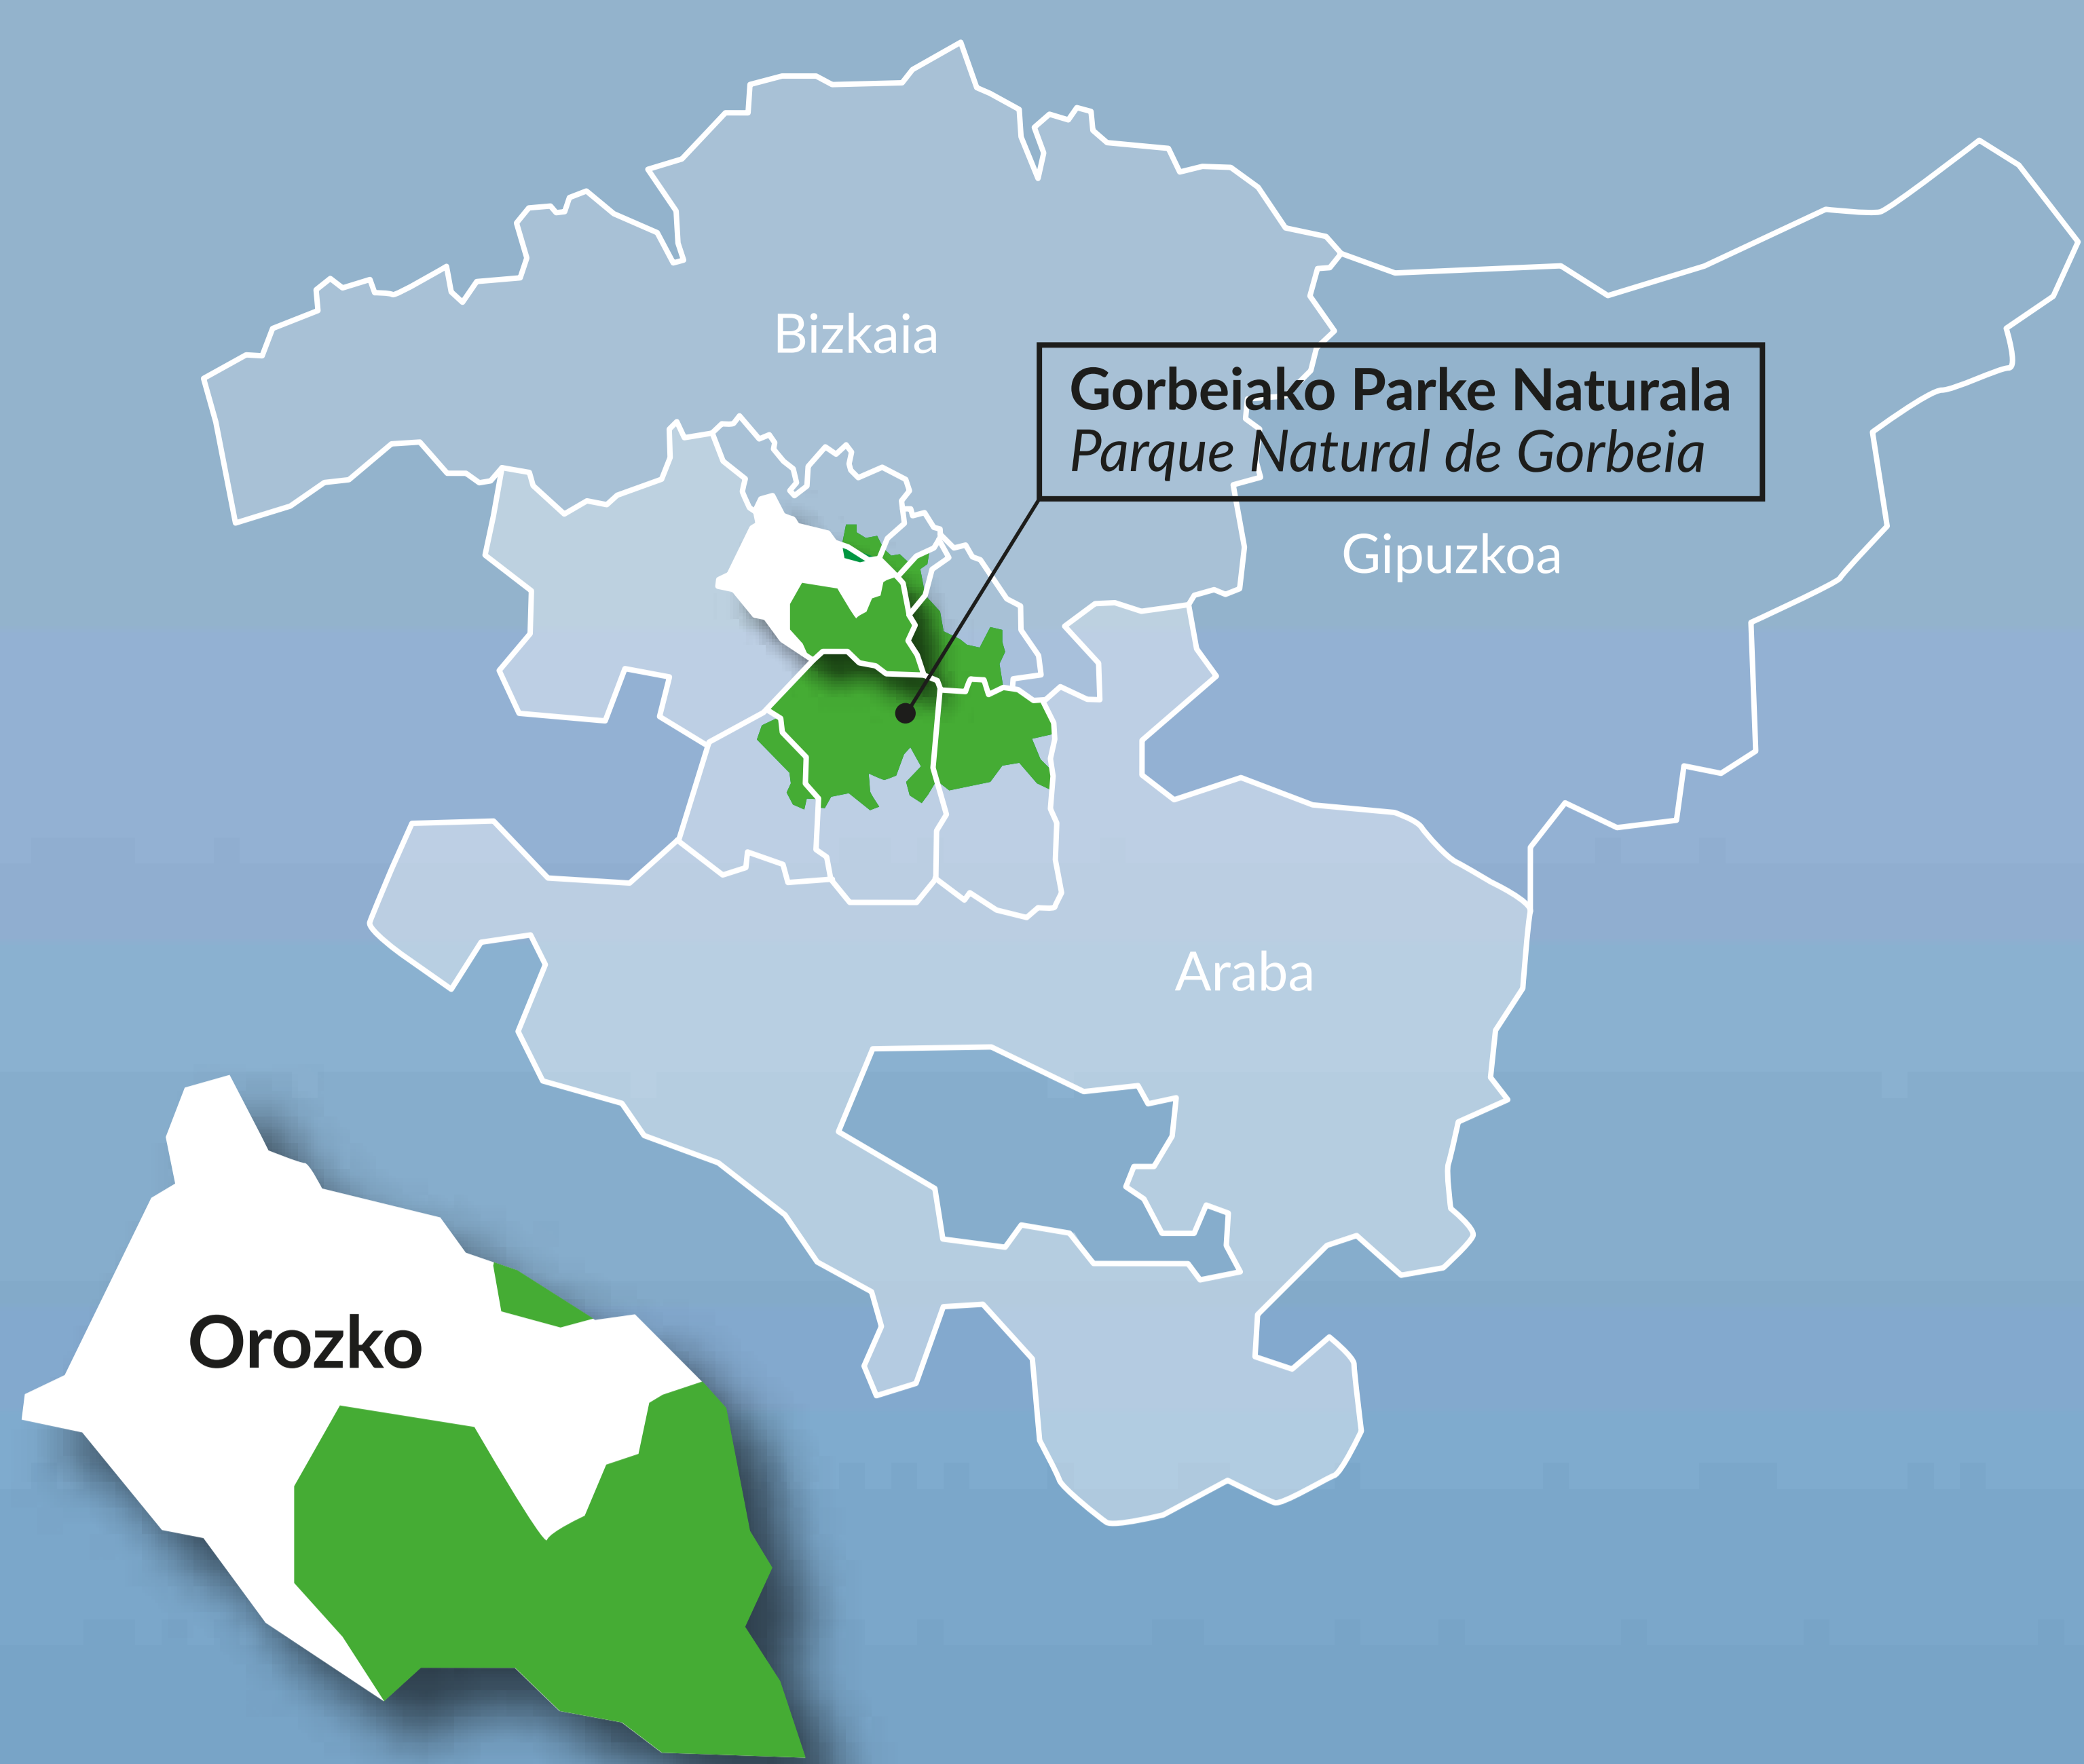 Bizkaia
Gorbeiako Parke Naturala
Parque Natural de Gorbeia
Gipuzkoa
Araba
Orozko